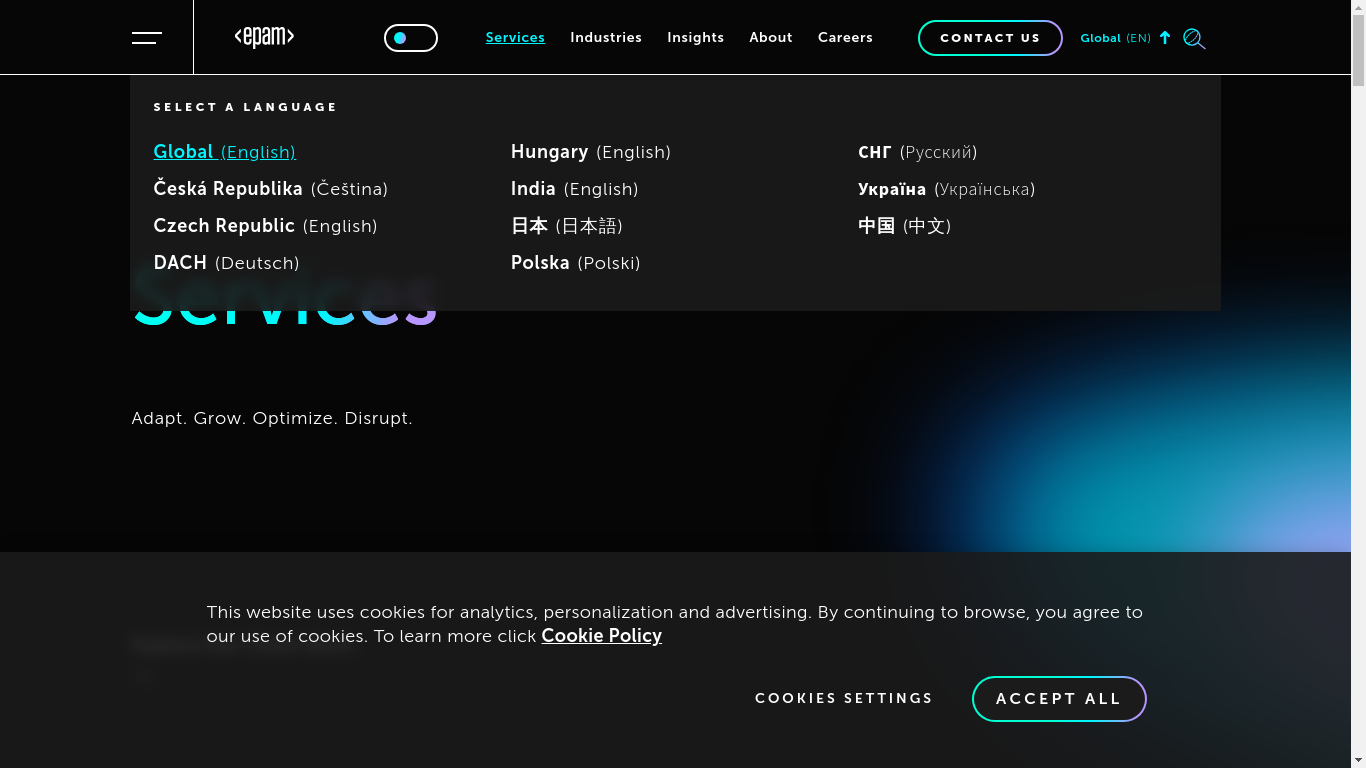 <epam>
Services Industries Insights About Careers CONTACT US Global (EN)
SELECT A LANGUAGE
Global (English)
Česká Republika (Čeština)
Czech Republic (English)
DACH (Deutsch)
Hungary (English)
India (English)
日本 (日本語)
Polska (Polski)
СНГ (Русский)
Україна (Українська)
中国 (中文)
Services
Adapt. Grow. Optimize. Disrupt.
This website uses cookies for analytics, personalization and advertising. By continuing to browse, you agree to
our use of cookies. To learn more click Cookie Policy
COOKIES SETTINGS ACCEPT ALL